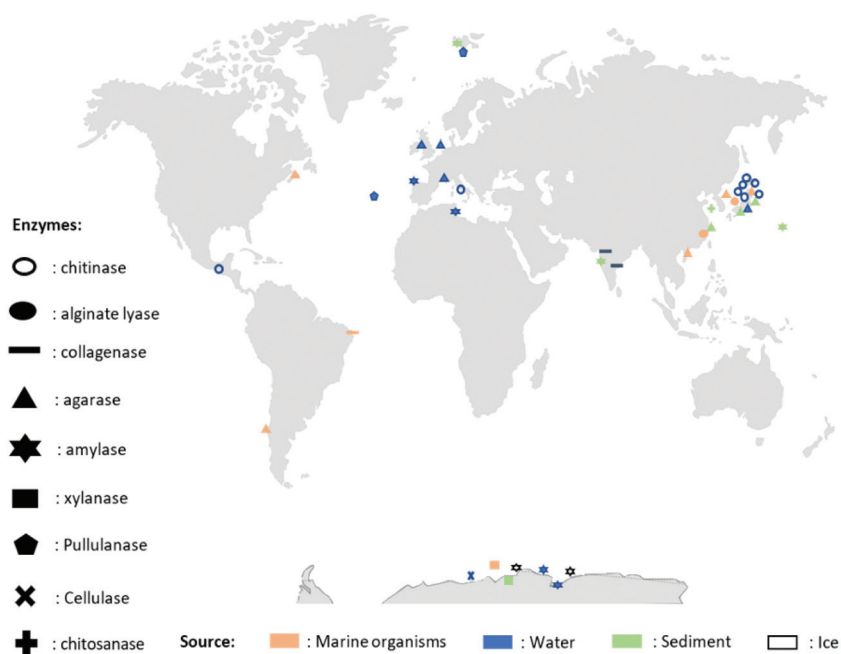 Enzymes:
: chitinase
: alginate lyase
: collagenase
: agarase
: amylase
: xylanase
: Pullulanase
: Cellulase
: chitosanase
Source: : Marine organisms : Water : Sediment : Ice